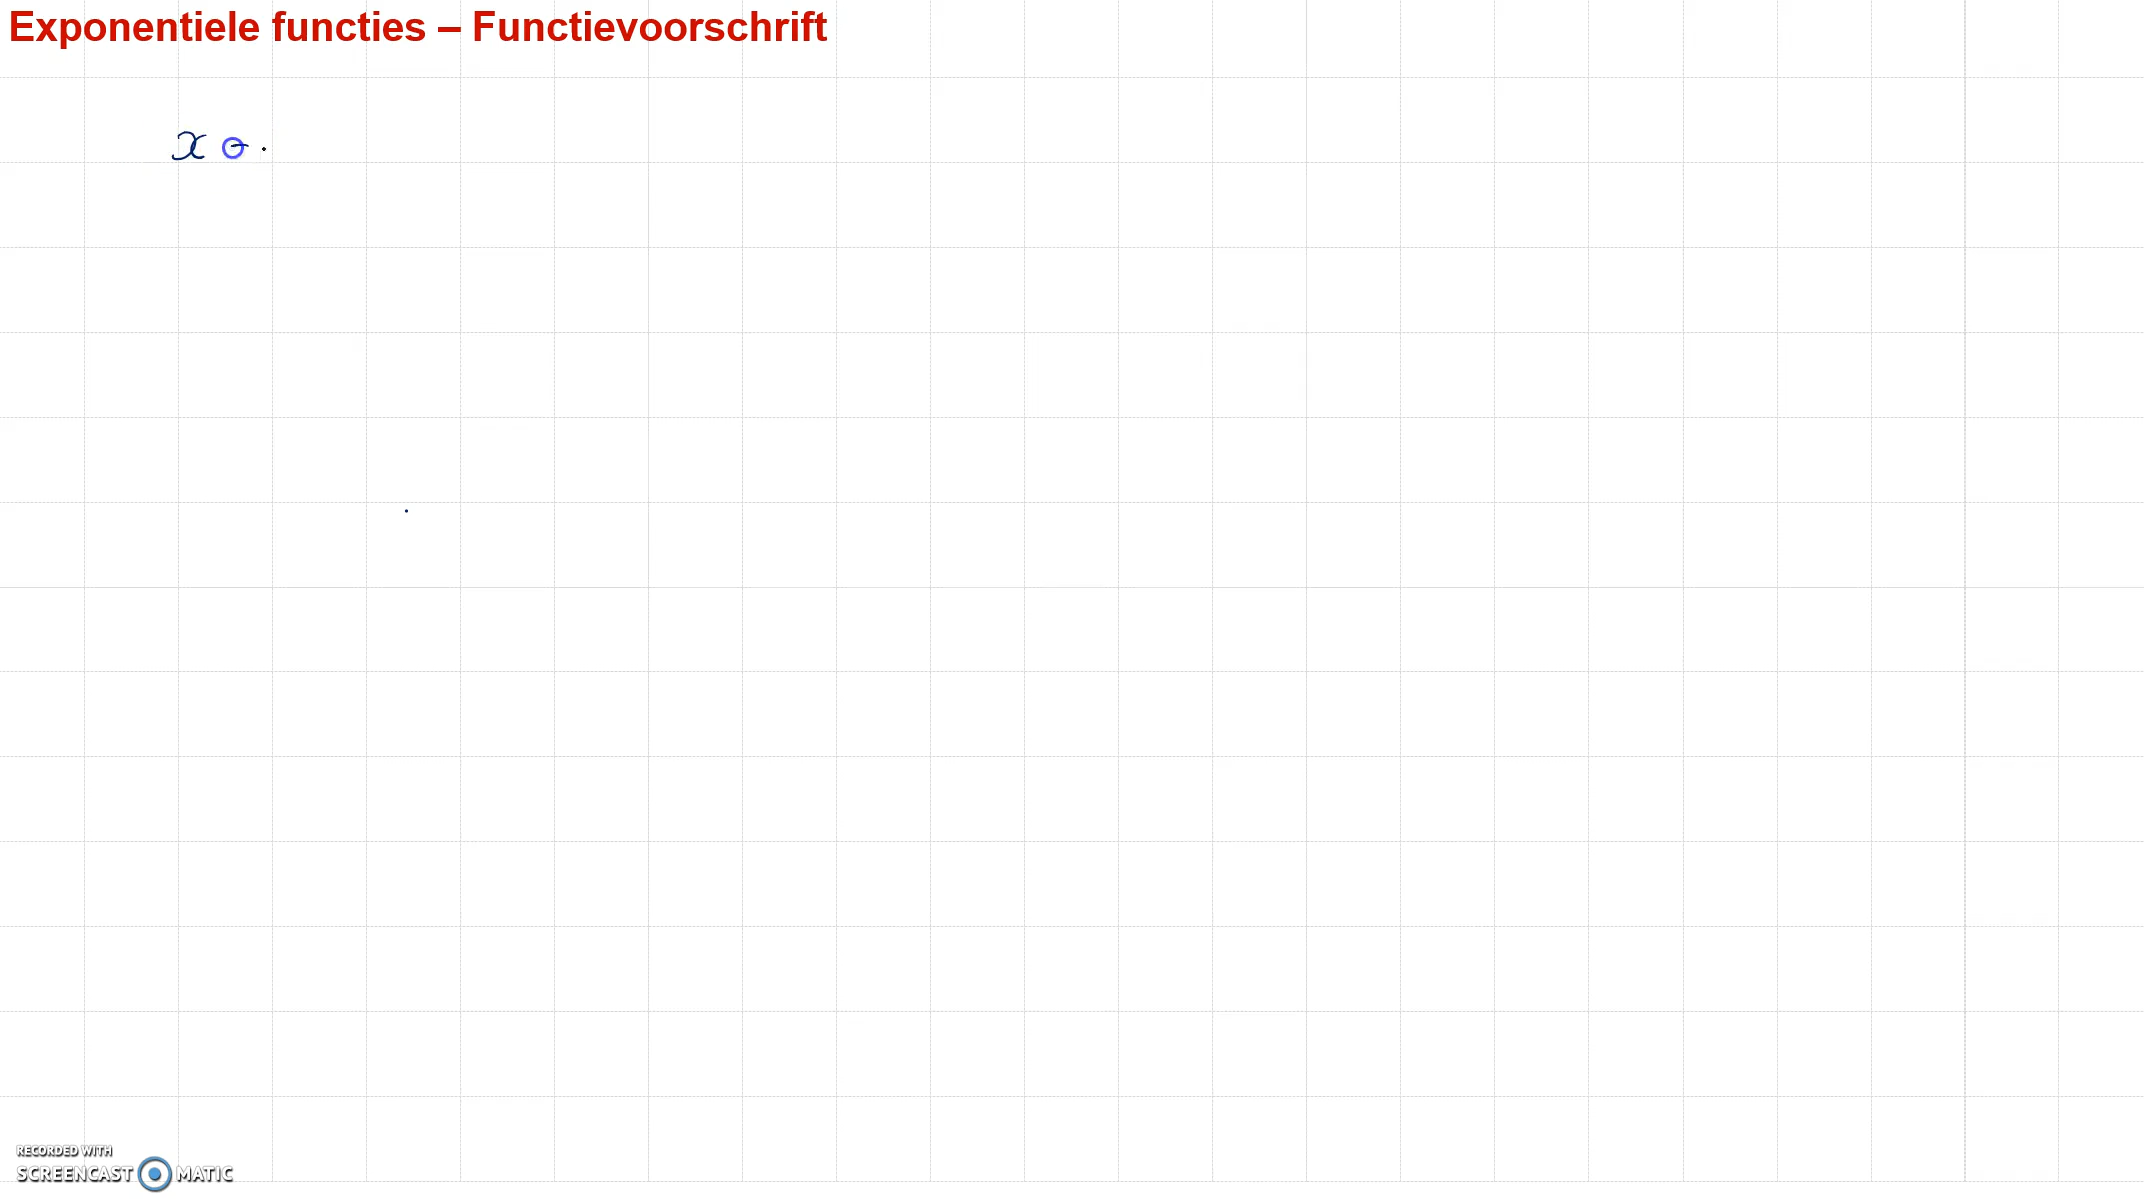 Exponentiele functies – Functievoorschrift
x -
RECORDED WITH
SCREENCAST MATIC